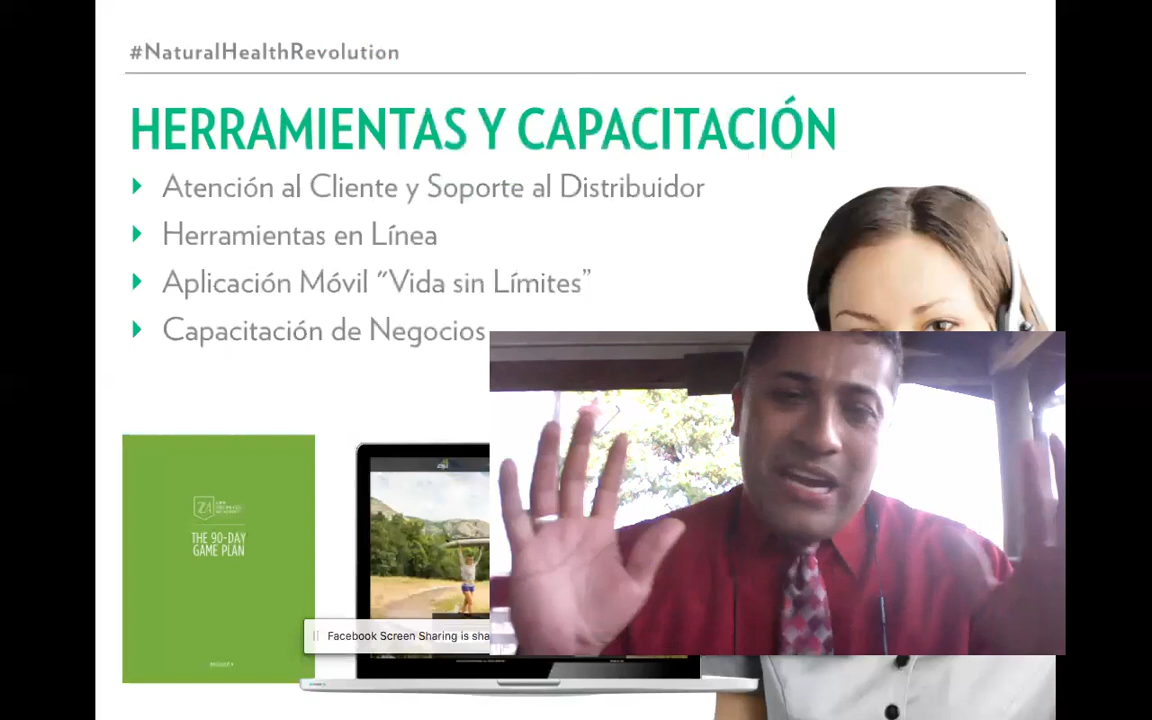 #NaturalHealthRevolution
HERRAMIENTAS Y CAPACITACIÓN
Atención al Cliente y Soporte al Distribuidor
Herramientas en Línea
Aplicación Móvil "Vida sin Límites”
Capacitación de Negocios
THE 90-DAY
GAME PLAN
Facebook Screen Sharing is sha